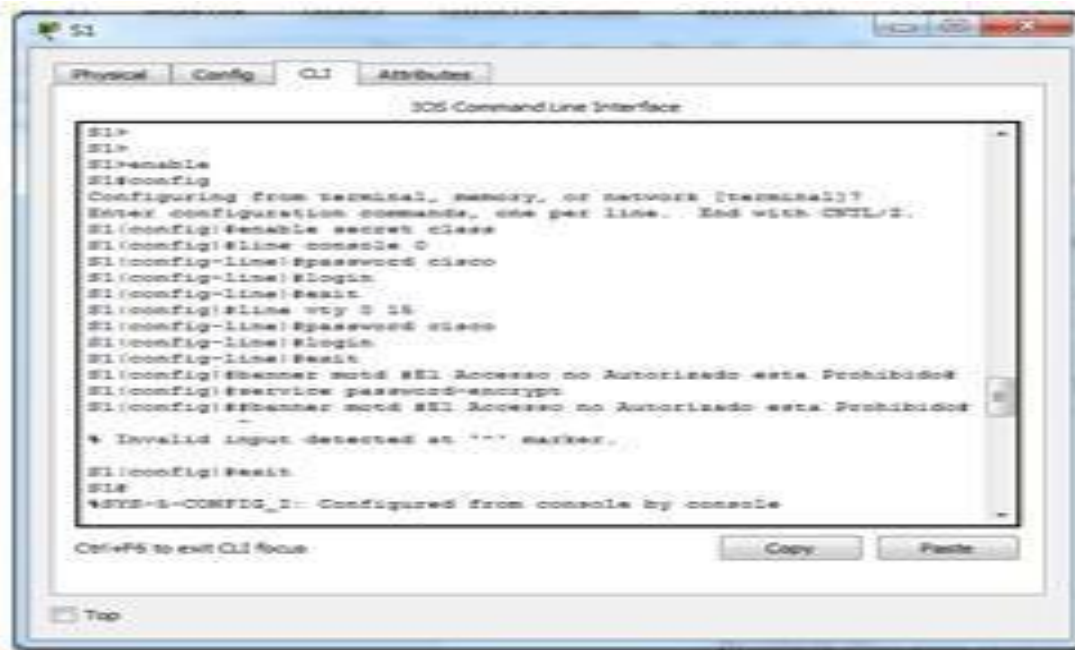 S1
Physical Config CLI Attributes
IOS Command Line Interface
S1>
S1>
S1>enable
S1#config
Configuring from terminal, memory, or network [terminal]?
Enter configuration commands, one per line. End with CNTL/Z.
S1(config)#enable secret class
S1(config)#line console 0
S1(config-line)#password cisco
S1(config-line)#login
S1(config-line)#exit
S1(config)#line vty 0 15
S1(config-line)#password cisco
S1(config-line)#login
S1(config-line)#exit
S1(config)#banner motd #El Accesso no Autorizado esta Prohibido#
S1(config)#service password-encrypt
S1(config)##banner motd #El Accesso no Autorizado esta Prohibido#
^
% Invalid input detected at '^' marker.
S1(config)#exit
S1#
%SYS-5-CONFIG_I: Configured from console by console
Ctrl+F6 to exit CLI focus
Copy Paste
Top